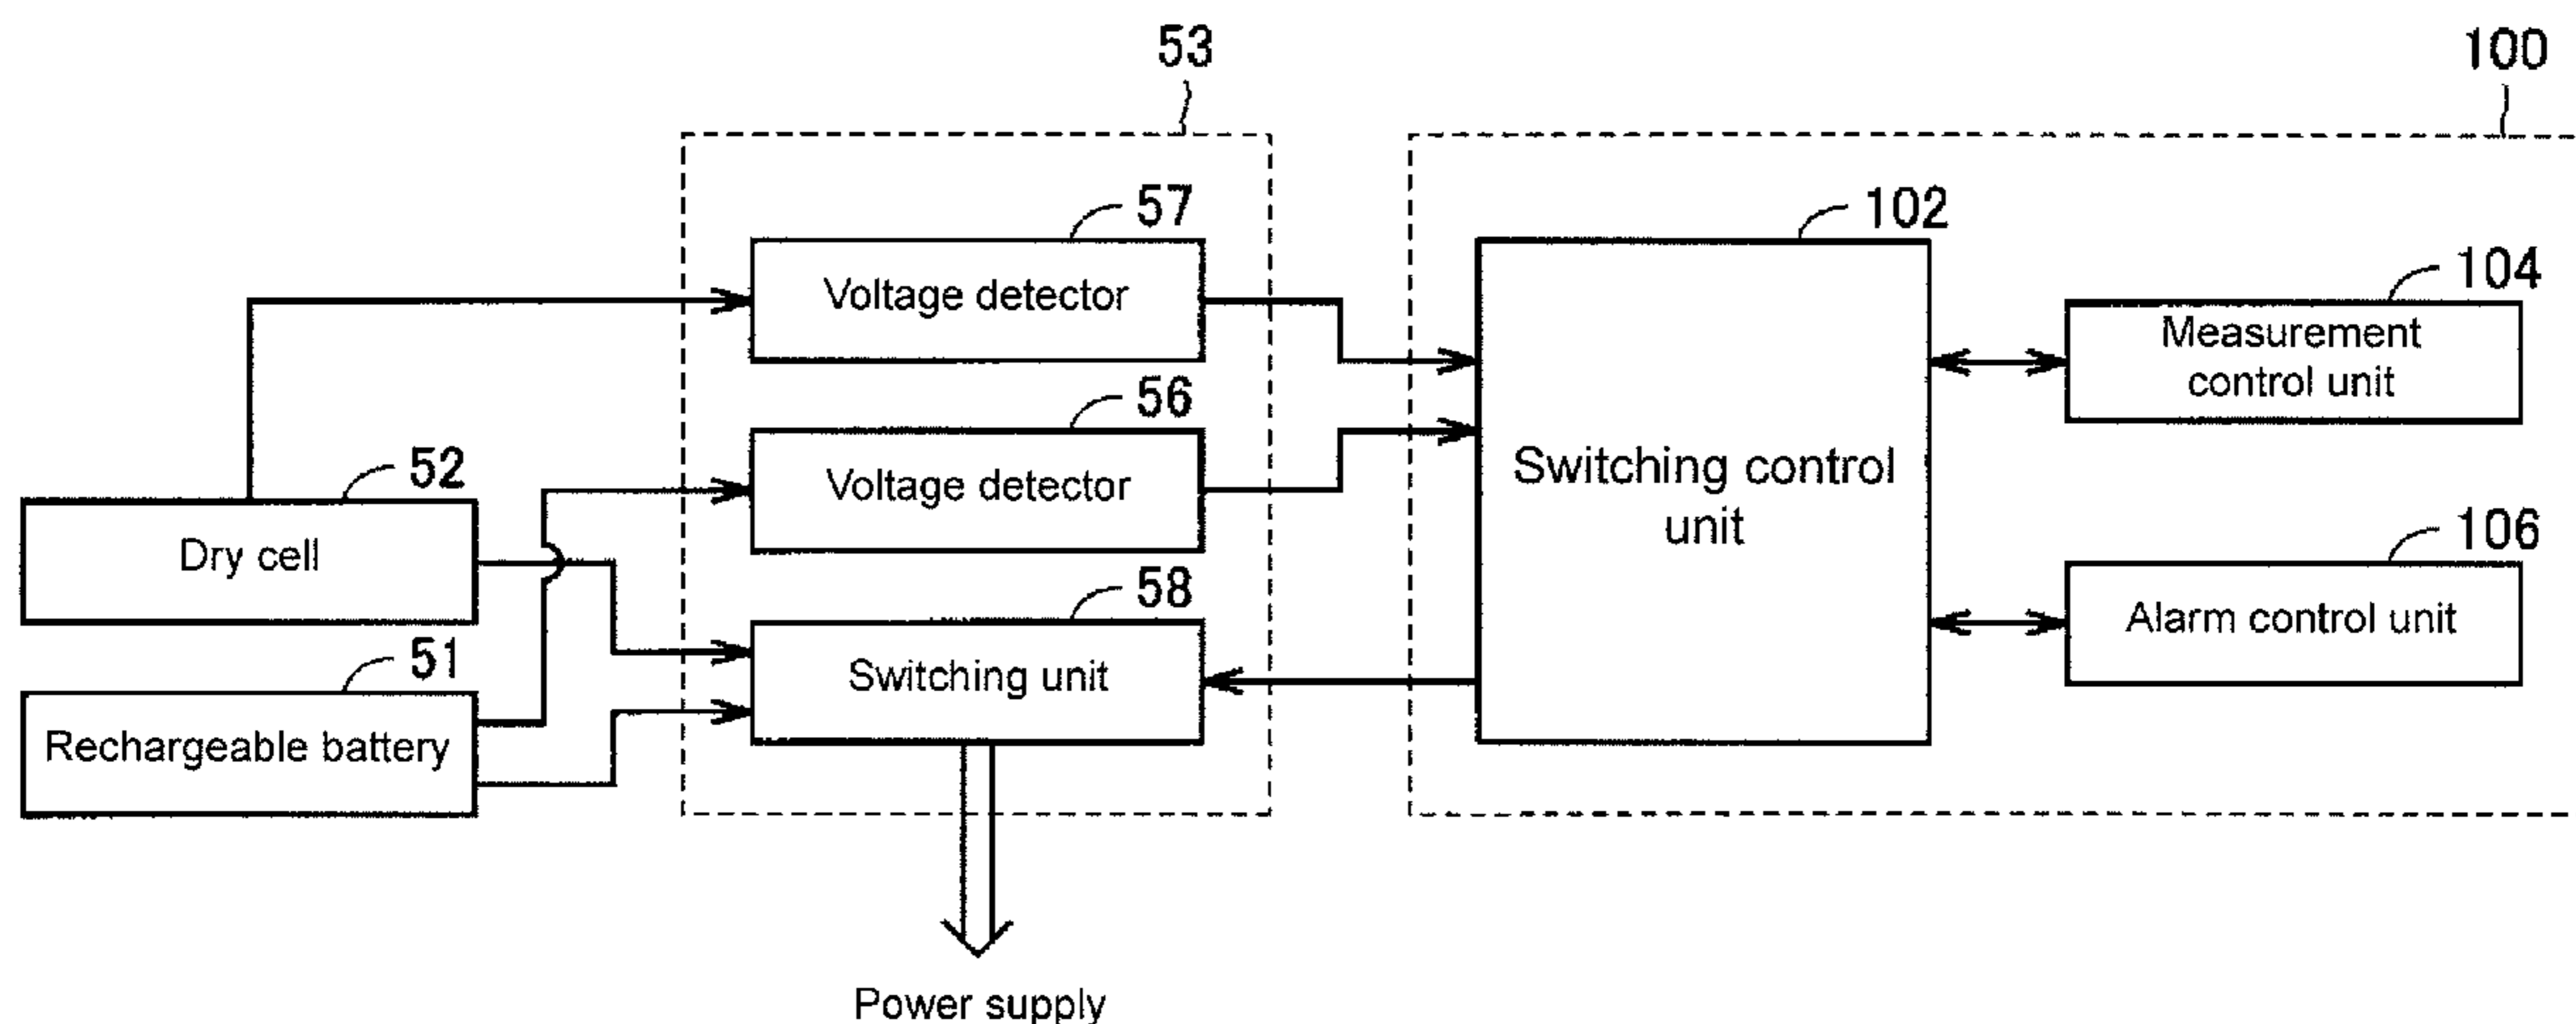 53
100
57
Voltage detector
102
104
Measurement
control unit
56
Voltage detector
52
Dry cell
Switching control
unit
106
Alarm control unit
58
Switching unit
51
Rechargeable battery
Power supply